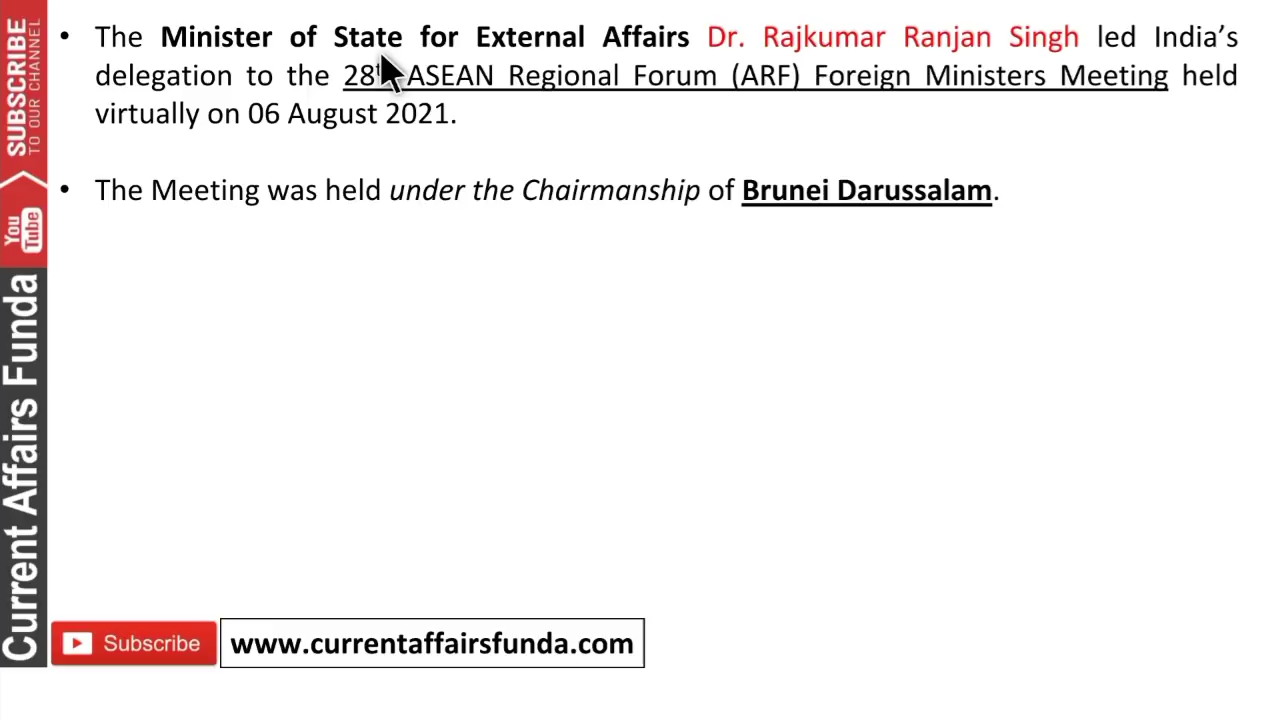 • The Minister of State for External Affairs Dr. Rajkumar Ranjan Singh led India’s
delegation to the 28th ASEAN Regional Forum (ARF) Foreign Ministers Meeting held
virtually on 06 August 2021.
• The Meeting was held under the Chairmanship of Brunei Darussalam.
SUBSCRIBE
TO OUR CHANNEL
You
Tube
Current Affairs Funda
Subscribe
www.currentaffairsfunda.com